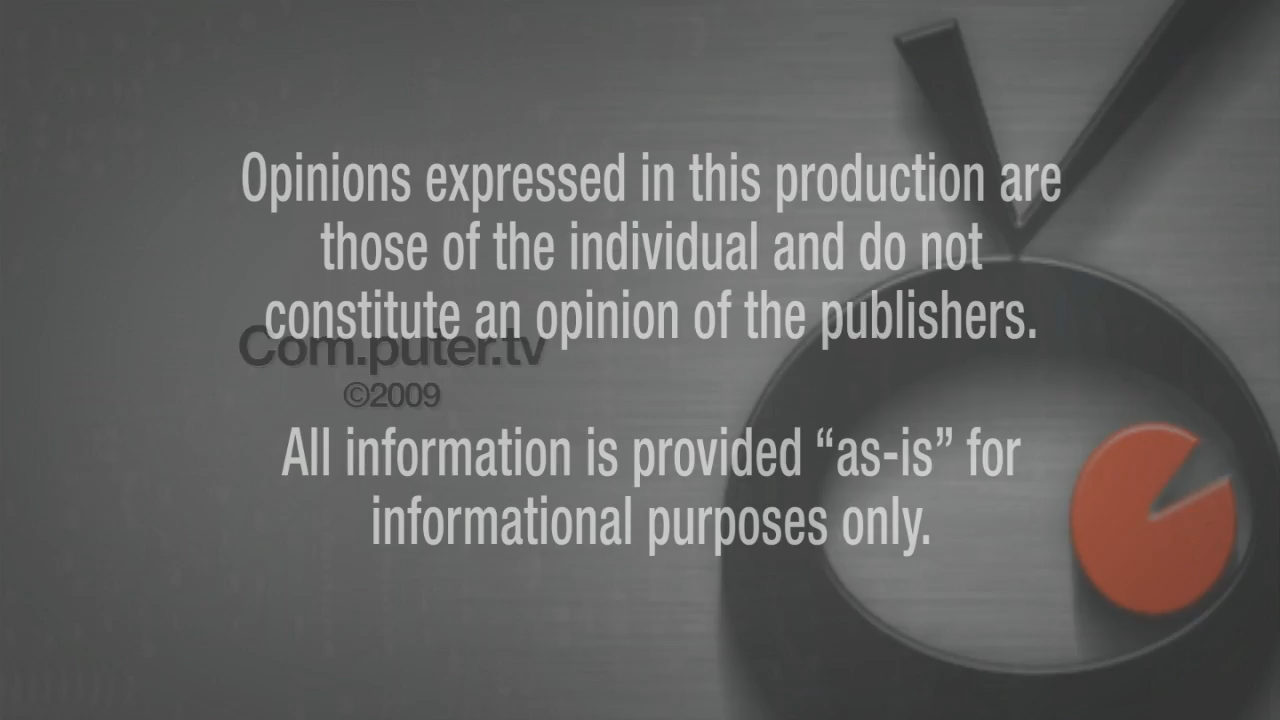 Opinions expressed in this production are
those of the individual and do not
constitute an opinion of the publishers.
Com.puter.tv
©2009
All information is provided “as-is” for
informational purposes only.